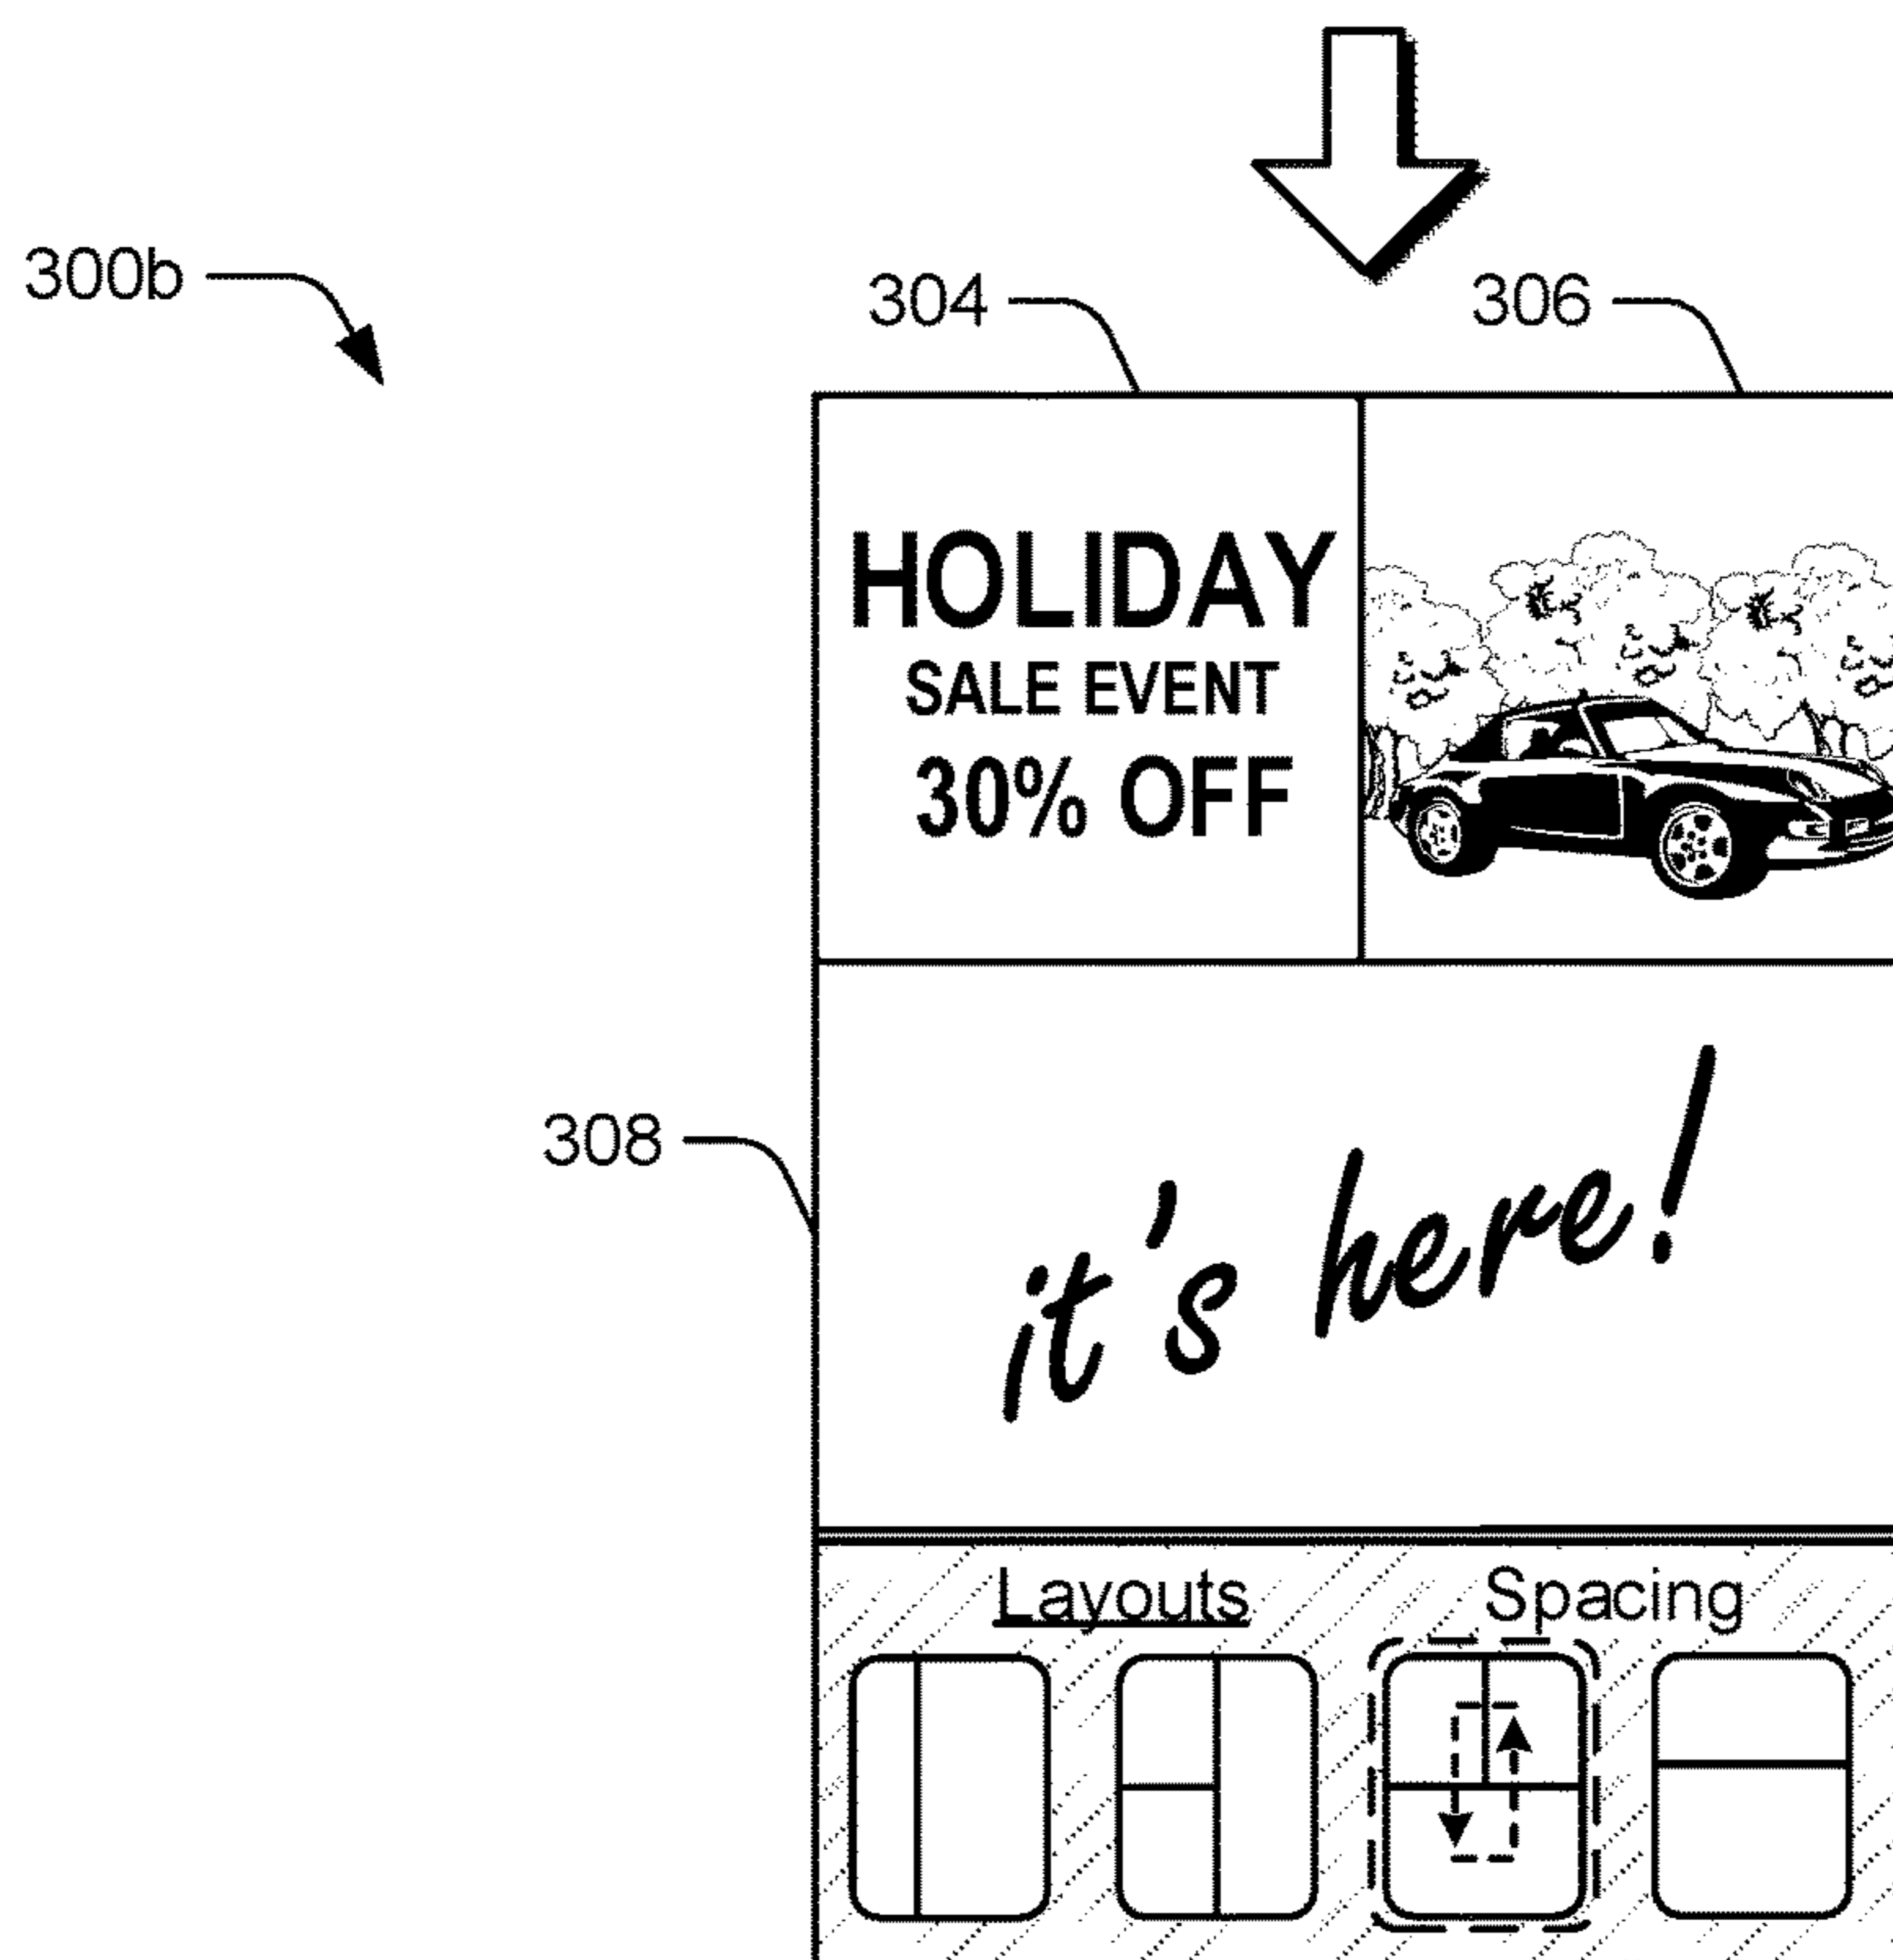 300b
304
306
HOLIDAY
SALE EVENT
30% OFF
308
it's here!
Layouts Spacing